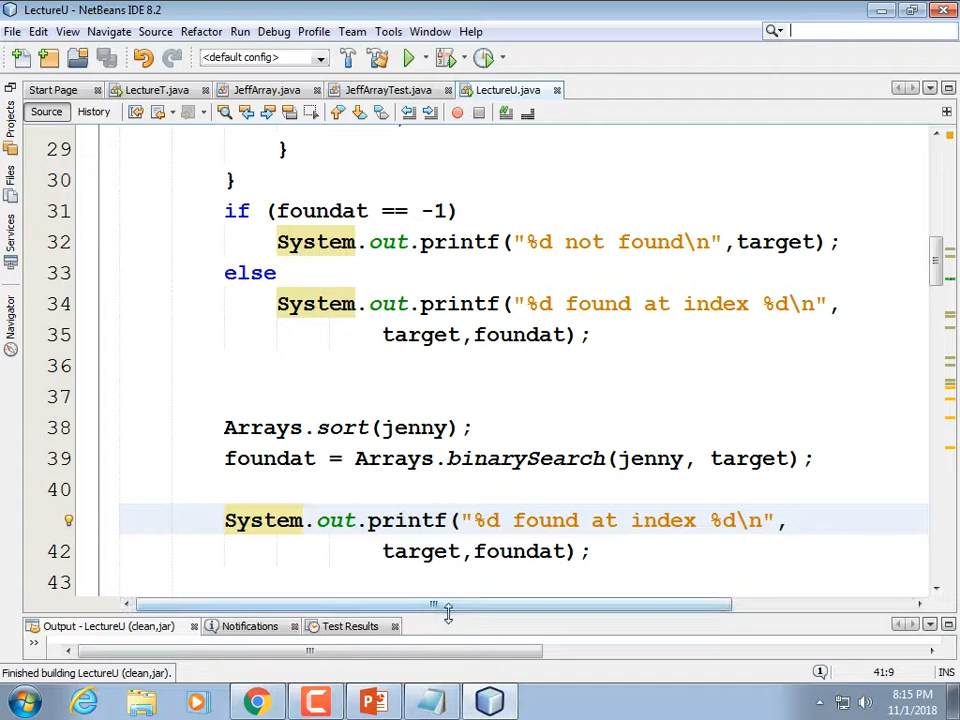 LectureU - NetBeans IDE 8.2
File Edit View Navigate Source Refactor Run Debug Profile Team Tools Window Help
<default config>
Start Page LectureT.java JeffArray.java JeffArrayTest.java LectureU.java
Source History
Projects
Files
Services
Navigator
29 }
30 }
31 if (foundat == -1)
32 System.out.printf("%d not found\n",target);
33 else
34 System.out.printf("%d found at index %d\n",
35 target,foundat);
36
37
38 Arrays.sort(jenny);
39 foundat = Arrays.binarySearch(jenny, target);
40
System.out.printf("%d found at index %d\n",
42 target,foundat);
43
Output - LectureU (clean,jar) Notifications Test Results
Finished building LectureU (clean,jar). 41:9 INS
8:15 PM
11/1/2018